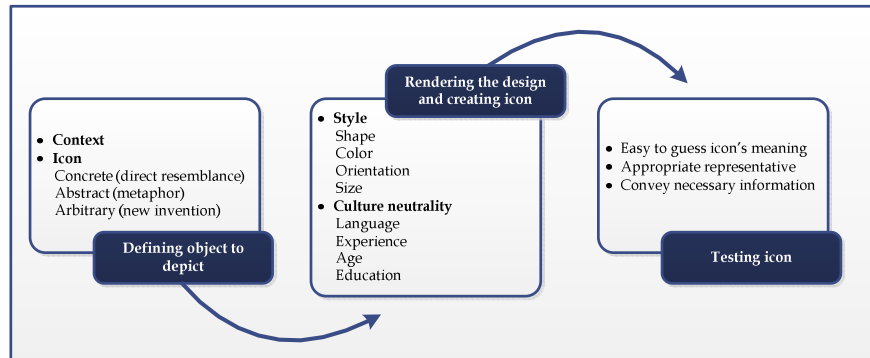 • Context
• Icon
Concrete (direct resemblance)
Abstract (metaphor)
Arbitrary (new invention)
Defining object to
depict
Rendering the design
and creating icon
• Style
Shape
Color
Orientation
Size
• Culture neutrality
Language
Experience
Age
Education
• Easy to guess icon's meaning
• Appropriate representative
• Convey necessary information
Testing icon